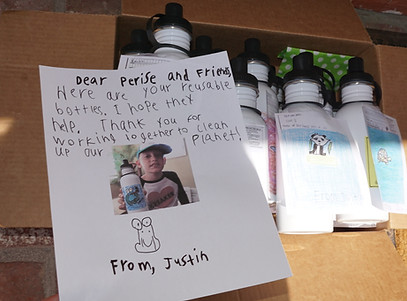 Dear Perise and Friends
Here are your reusable
bottles. I hope they
help. Thank you for
working together to clean
up our planet!
From, Justin